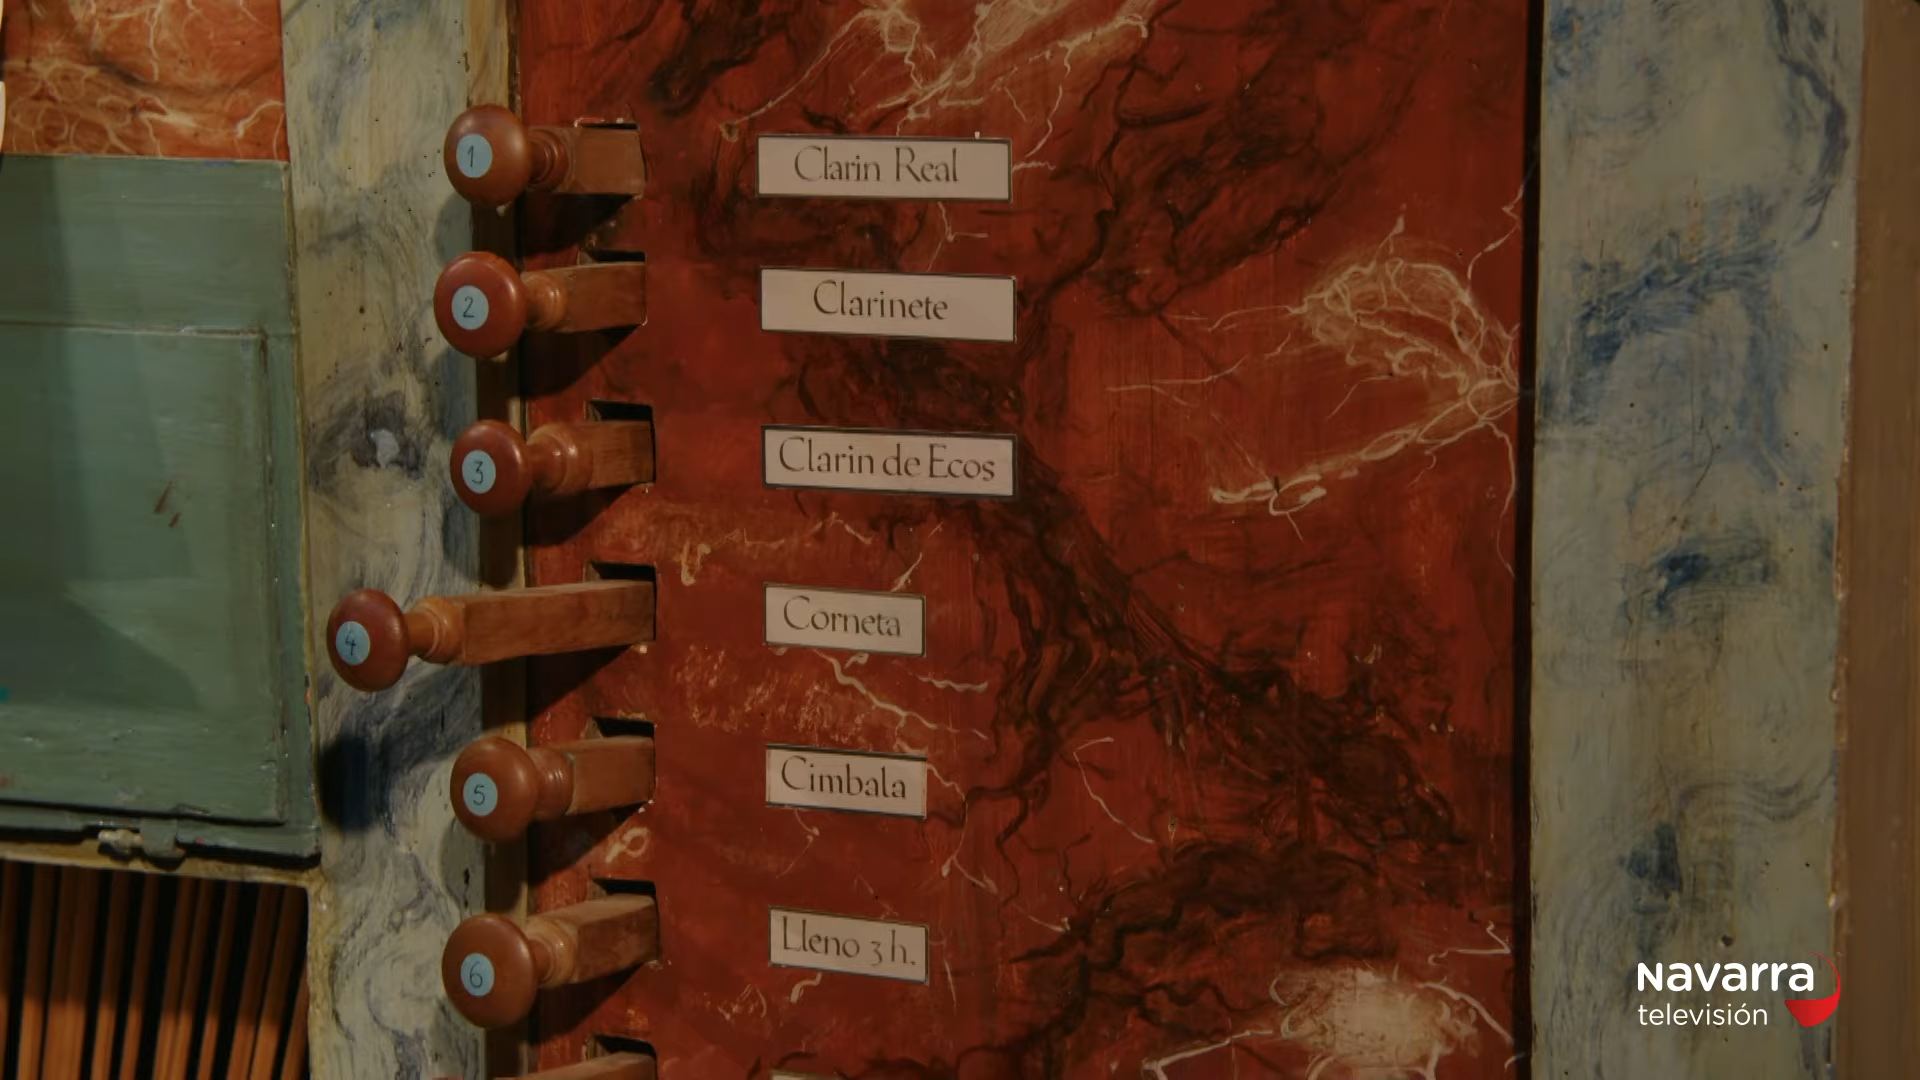 1
Clarin Real
2
Clarinete
3
Clarin de Ecos
4
Corneta
5
Cimbala
6
Lleno 3 h.
Navarra
televisión